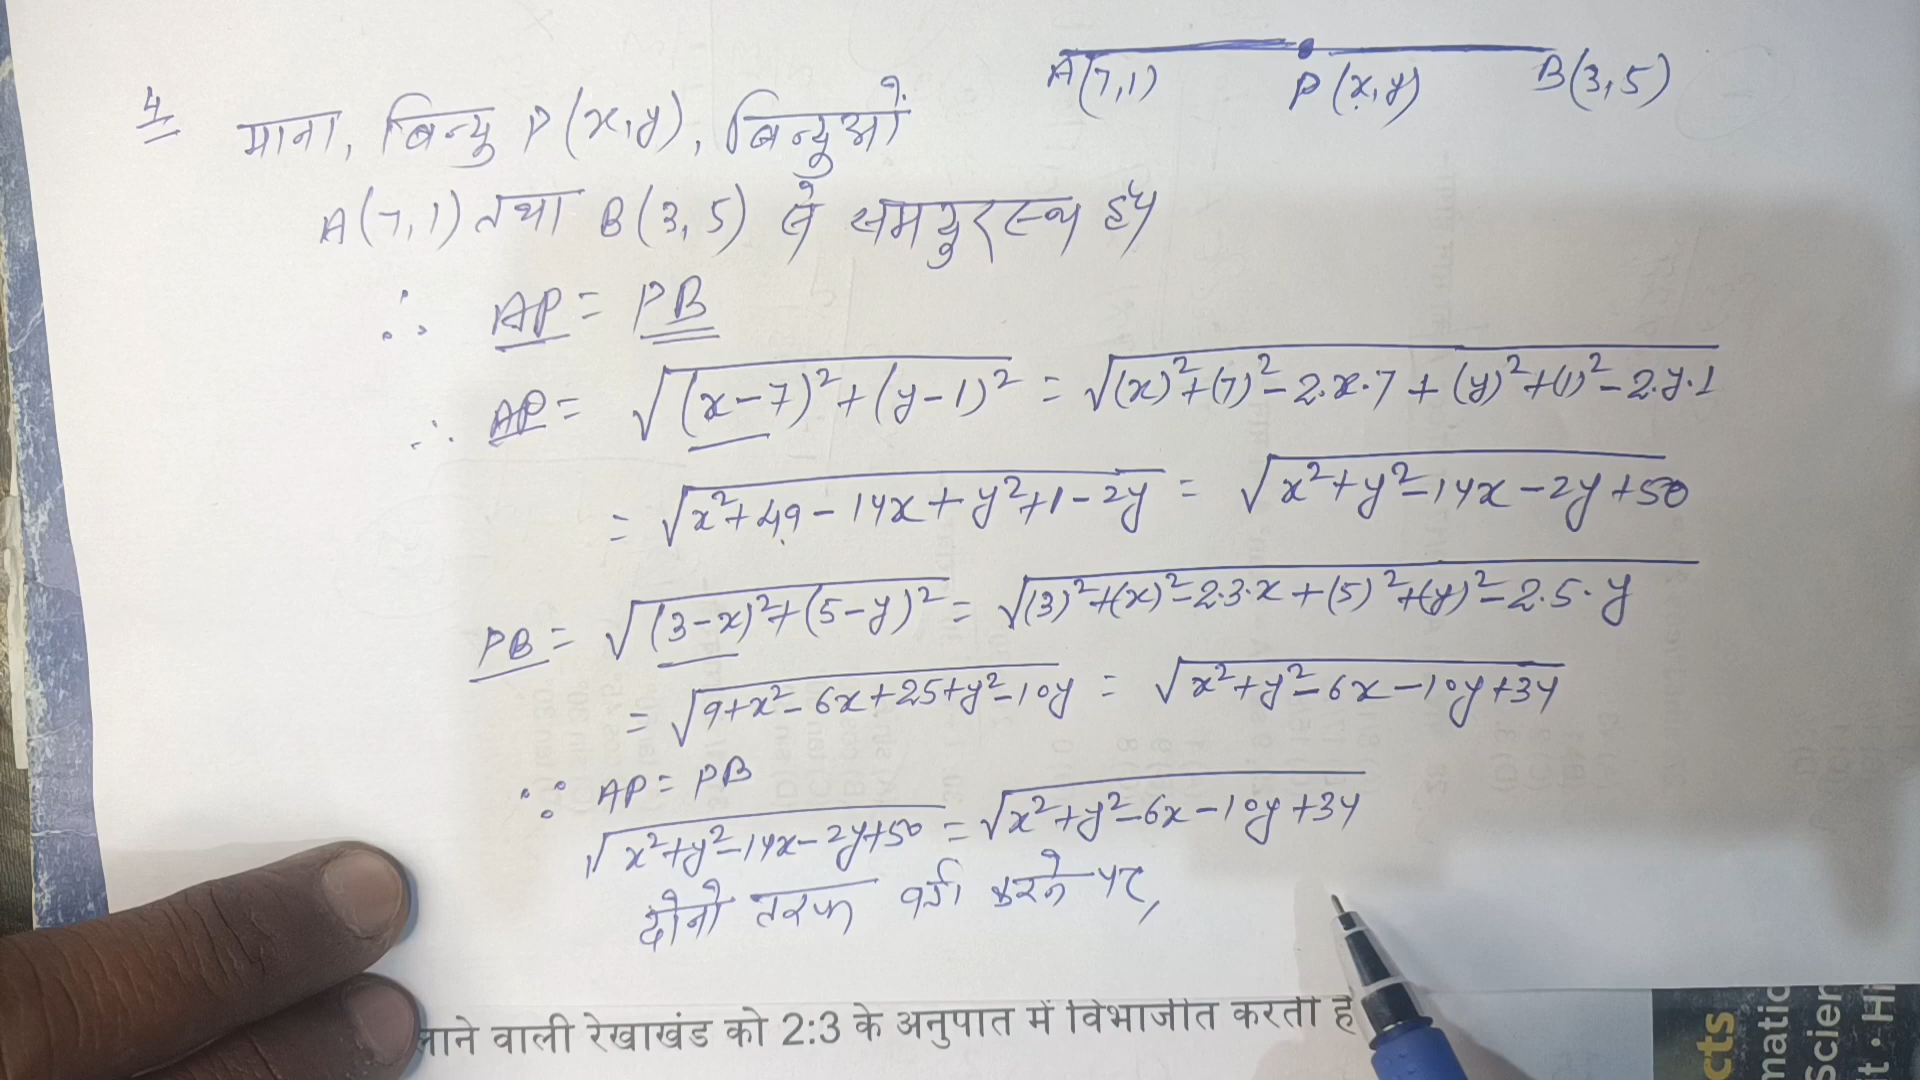 A(7,1) P(x,y) B(3,5)
4 माना, बिन्दु P(x,y), बिन्दुओं
A(7,1) तथा B(3,5) से समदुरस्थ है।
∴ AP = PB
∴ AP = √(x-7)²+(y-1)² = √(x)²+(7)²-2.x.7+(y)²+(1)²-2.y.1
= √x²+49-14x+y²+1-2y = √x²+y²-14x-2y+50
PB = √(3-x)²+(5-y)² = √(3)²+(x)²-2.3.x+(5)²+(y)²-2.5.y
= √9+x²-6x+25+y²-10y = √x²+y²-6x-10y+34
∵ AP = PB
√x²+y²-14x-2y+50 = √x²+y²-6x-10y+34
दोनों तरफ वर्ग करने पर,
जाने वाली रेखाखंड को 2:3 के अनुपात में विभाजीत करती है